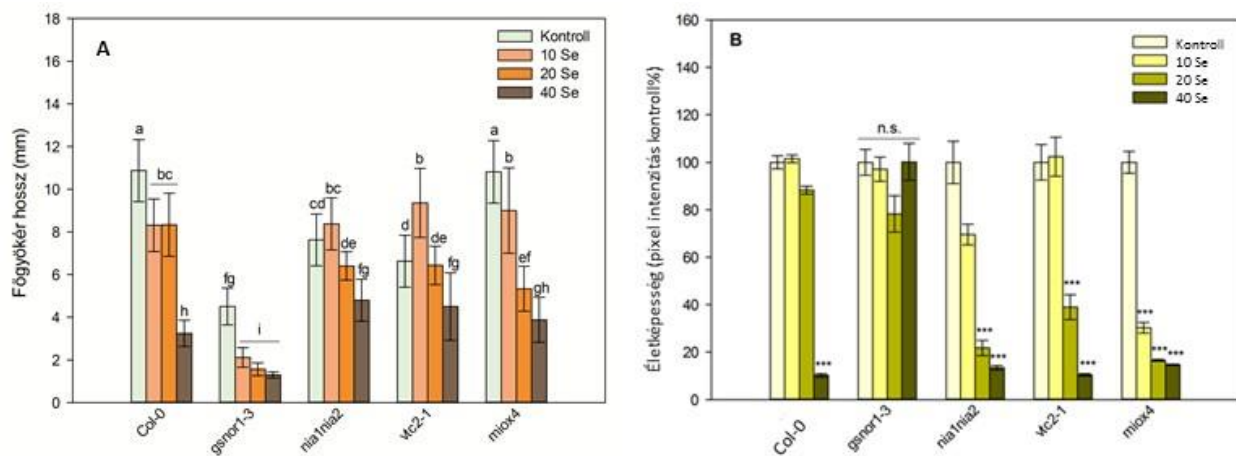 A
Kontroll
10 Se
20 Se
40 Se
Főgyökér hossz (mm)
18
16
14
12
10
8
6
4
2
0
a
bc
h
fg
i
cd
bc
de
fg
d
b
de
fg
a
b
ef
gh
Col-0
gsnor1-3
nia1nia2
vtc2-1
miox4
B
Kontroll
10 Se
20 Se
40 Se
Életképesség (pixel intenzitás kontroll%)
160
140
120
100
80
60
40
20
0
***
n.s.
***
***
***
***
***
***
***
Col-0
gsnor1-3
nia1nia2
vtc2-1
miox4